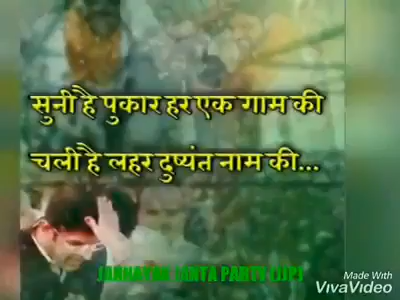 सुनी है पुकार हर एक गाम की
चली है लहर दुष्यंत नाम की...
JANNAYAK JANTA PARTY (JJP)
Made With
VivaVideo